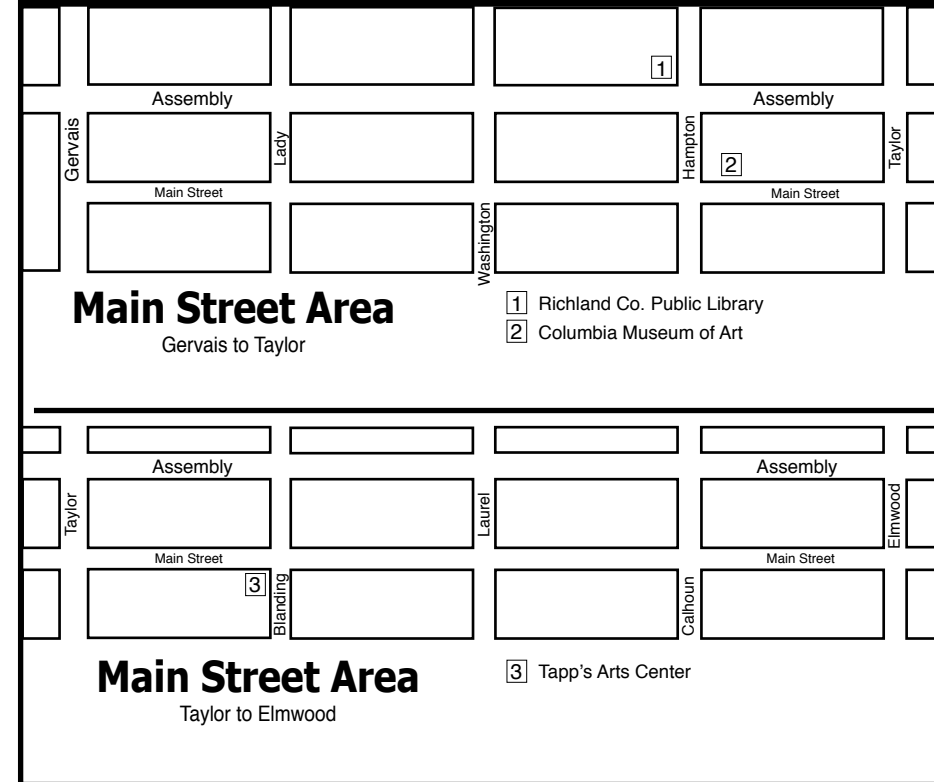 1
Assembly
Assembly
Gervais
Lady
Hampton
Taylor
2
Main Street
Main Street
Washington
Main Street Area
Gervais to Taylor
1 Richland Co. Public Library
2 Columbia Museum of Art
Assembly
Assembly
Taylor
Laurel
Elmwood
Main Street
Main Street
3
Blanding
Calhoun
Main Street Area
Taylor to Elmwood
3 Tapp's Arts Center